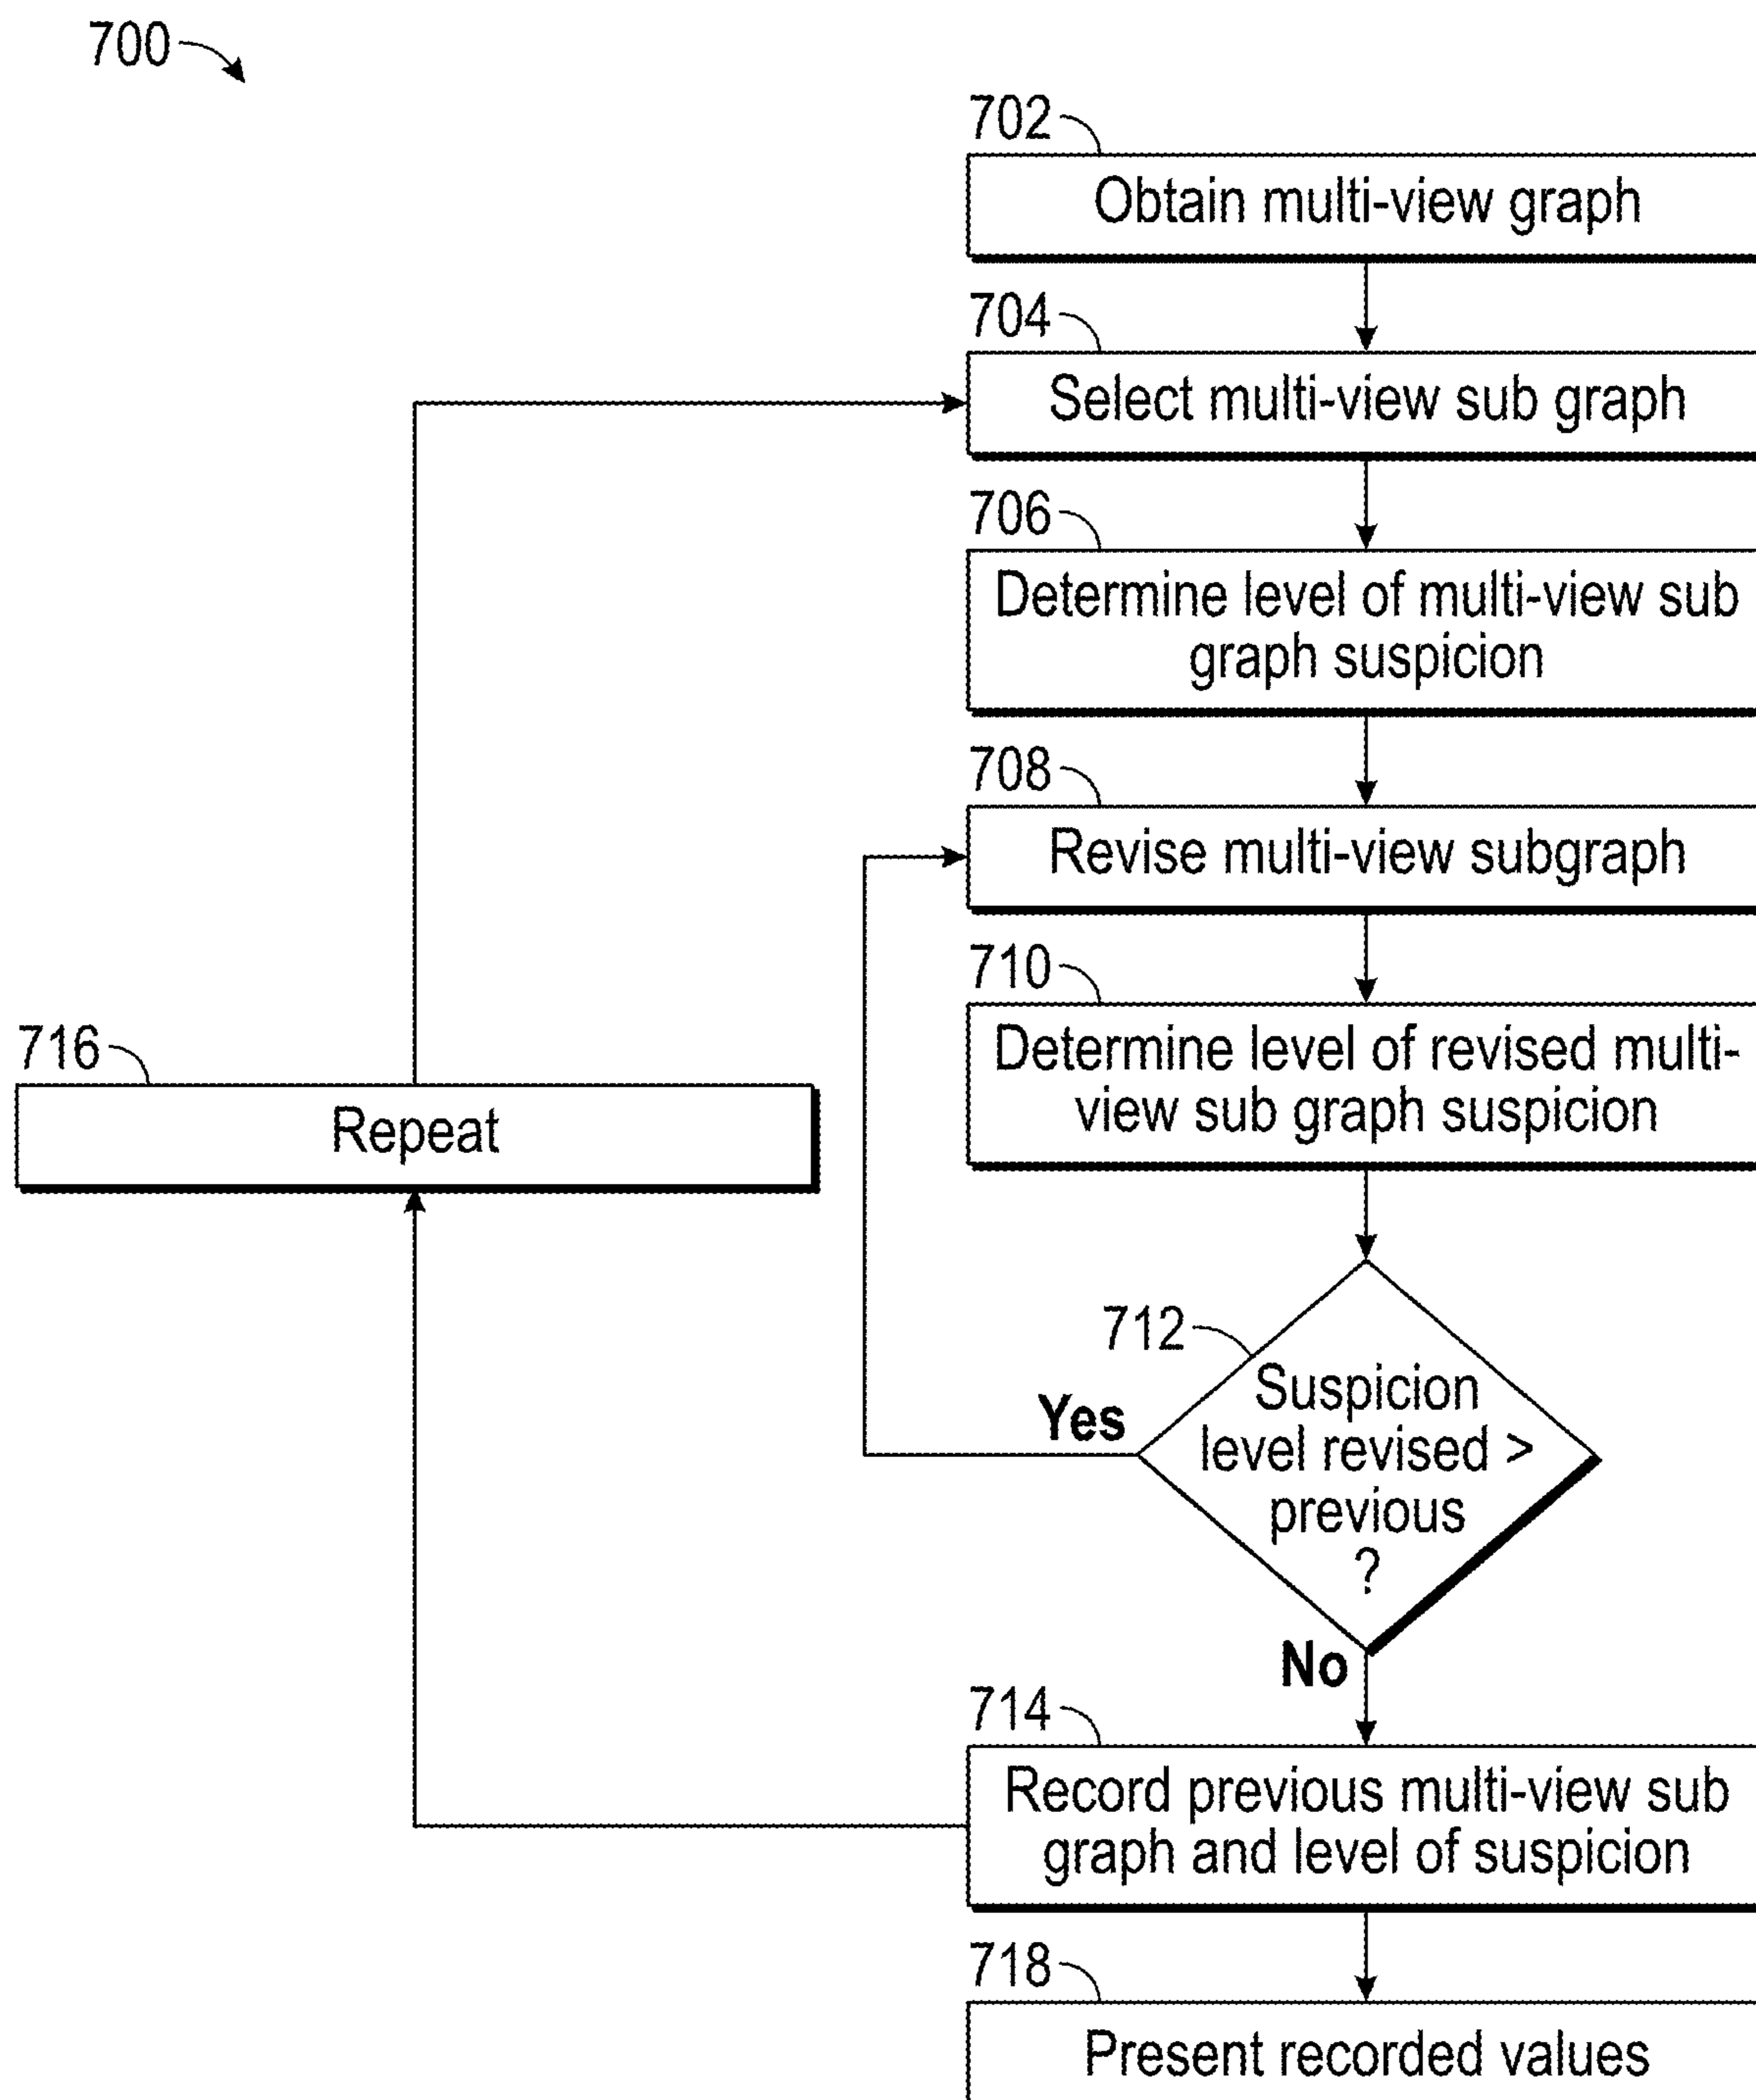 700
702
Obtain multi-view graph
704
Select multi-view sub graph
706
Determine level of multi-view sub
graph suspicion
708
Revise multi-view subgraph
710
Determine level of revised multi-
view sub graph suspicion
716
Repeat
712
Suspicion
level revised >
previous
?
Yes
No
714
Record previous multi-view sub
graph and level of suspicion
718
Present recorded values